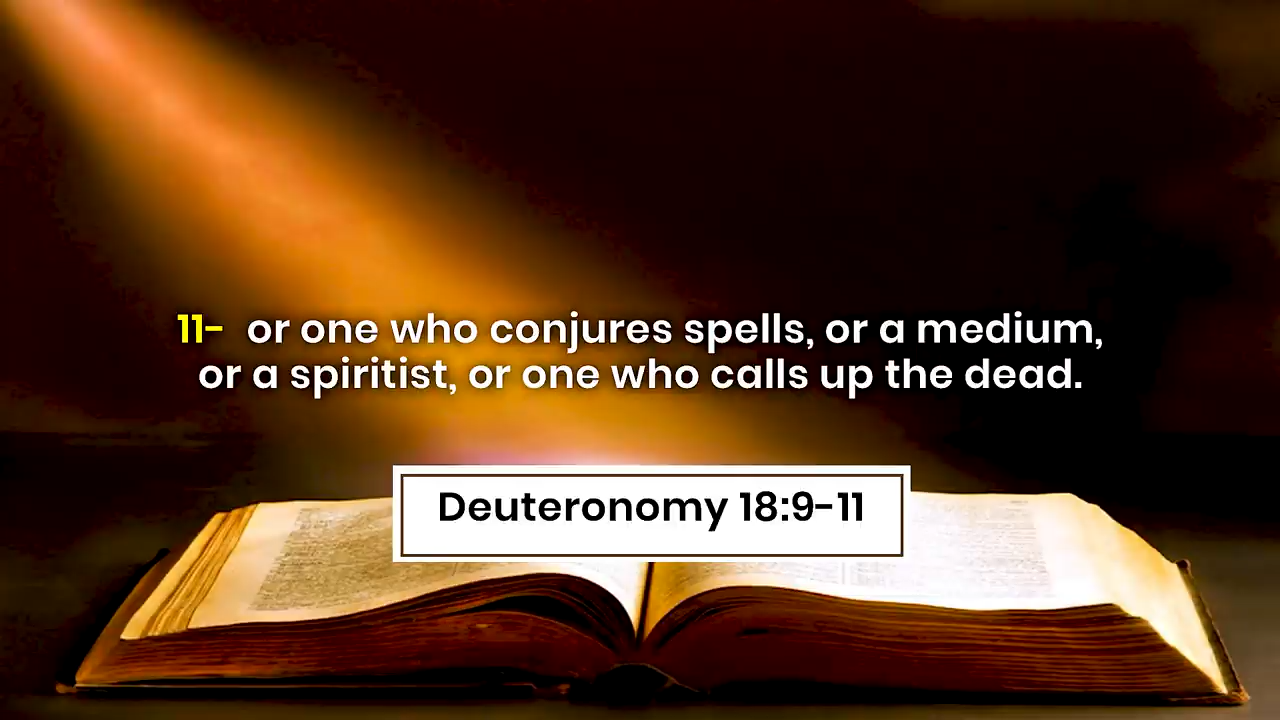 11- or one who conjures spells, or a medium,
or a spiritist, or one who calls up the dead.
Deuteronomy 18:9-11